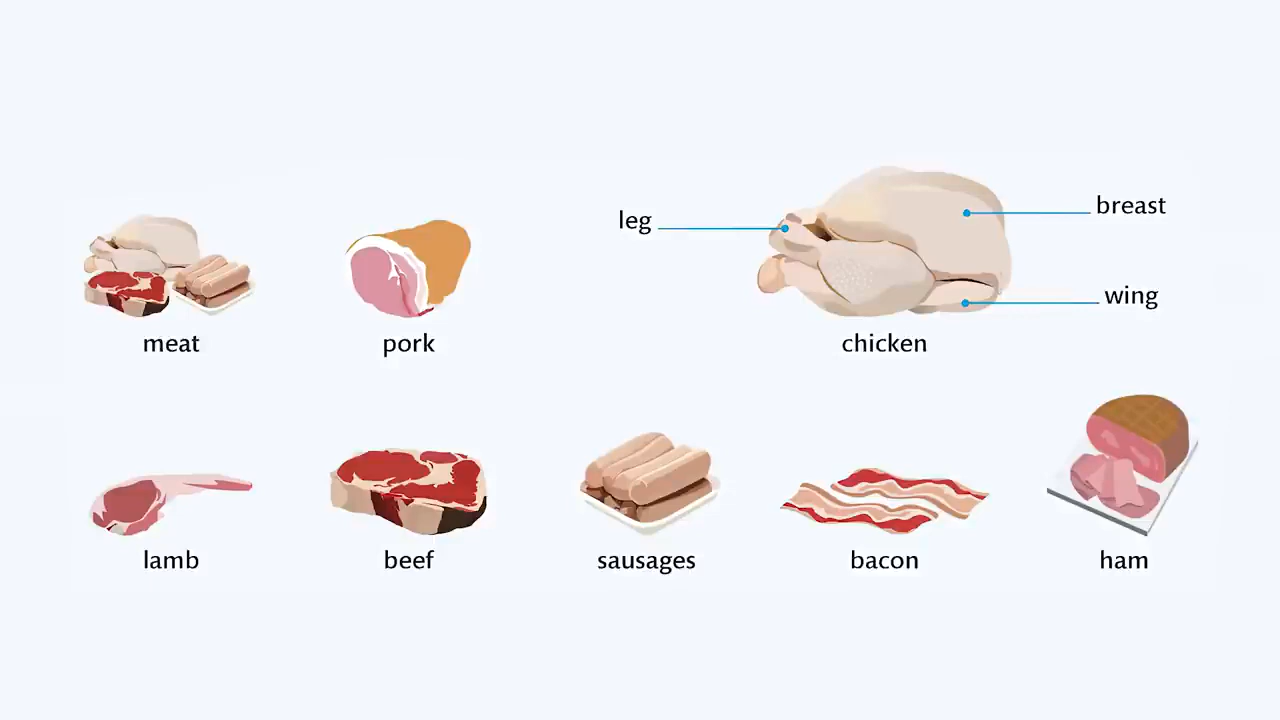 leg
breast
wing
meat
pork
chicken
lamb
beef
sausages
bacon
ham